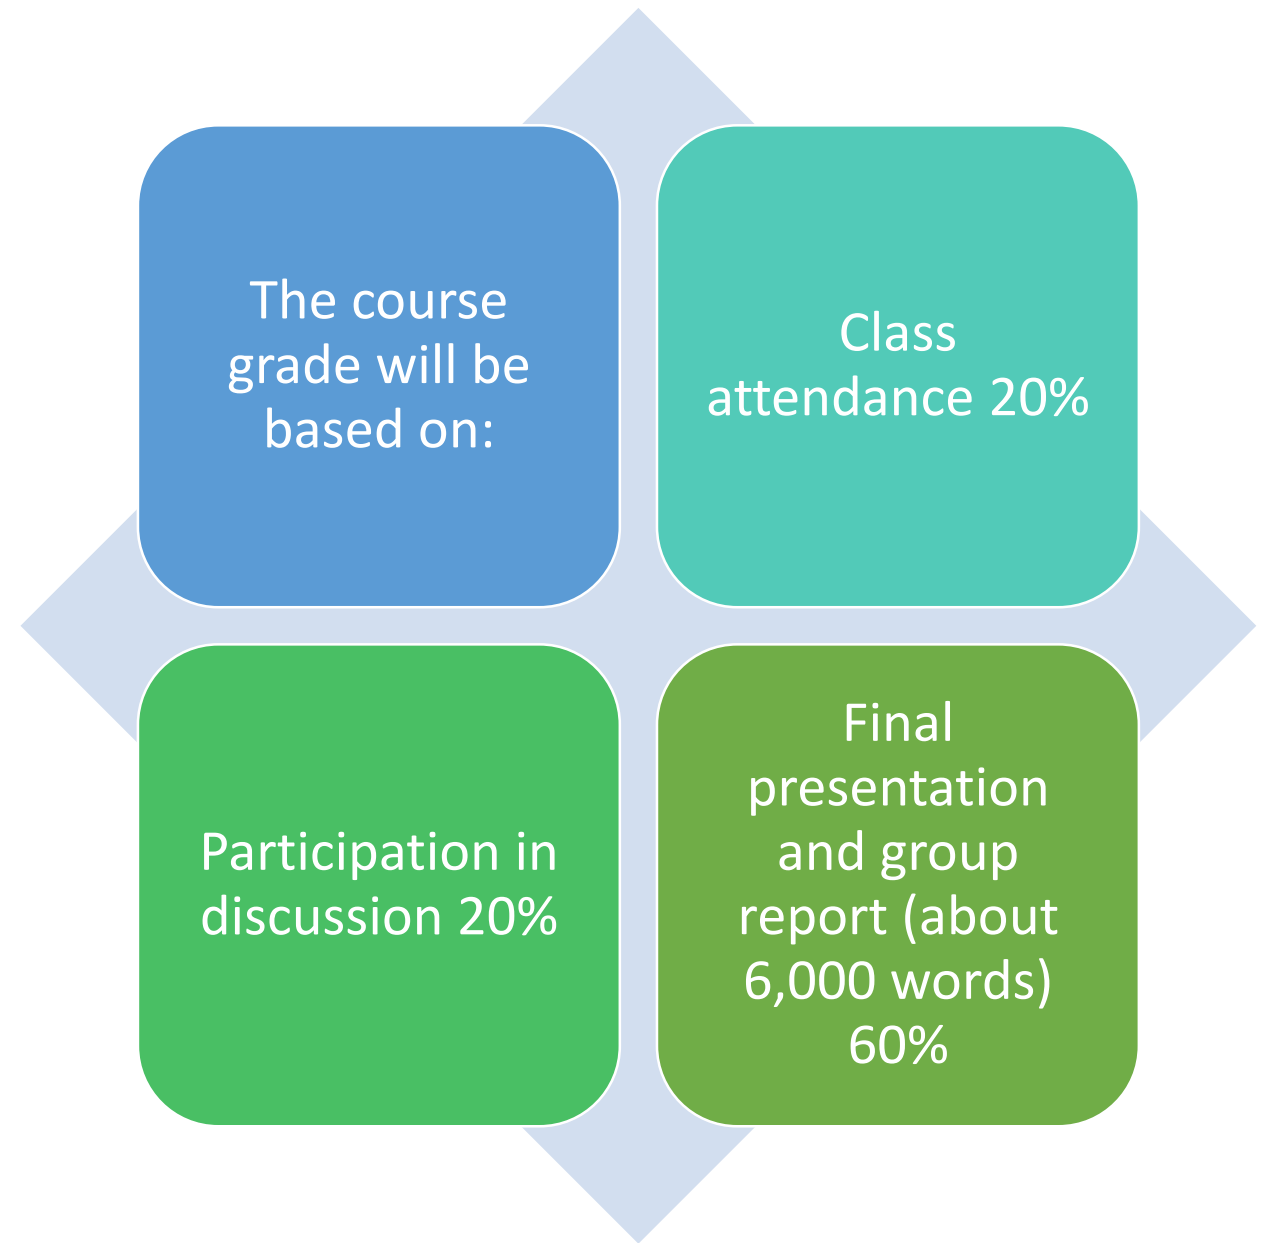 The course
grade will be
based on:
Class
attendance 20%
Participation in
discussion 20%
Final
presentation
and group
report (about
6,000 words)
60%